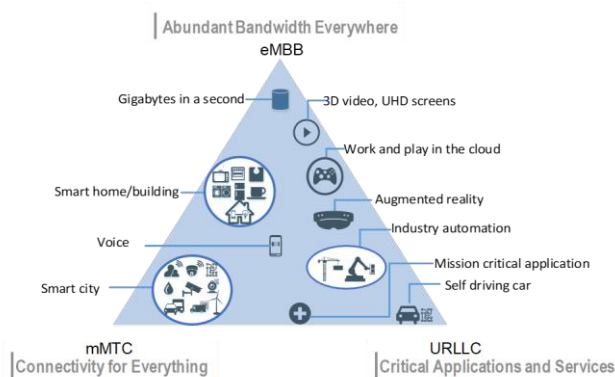 Abundant Bandwidth Everywhere
eMBB
Gigabytes in a second
3D video, UHD screens
Work and play in the cloud
Smart home/building
Augmented reality
Industry automation
Voice
Mission critical application
Smart city
Self driving car
mMTC
URLLC
Connectivity for Everything
Critical Applications and Services